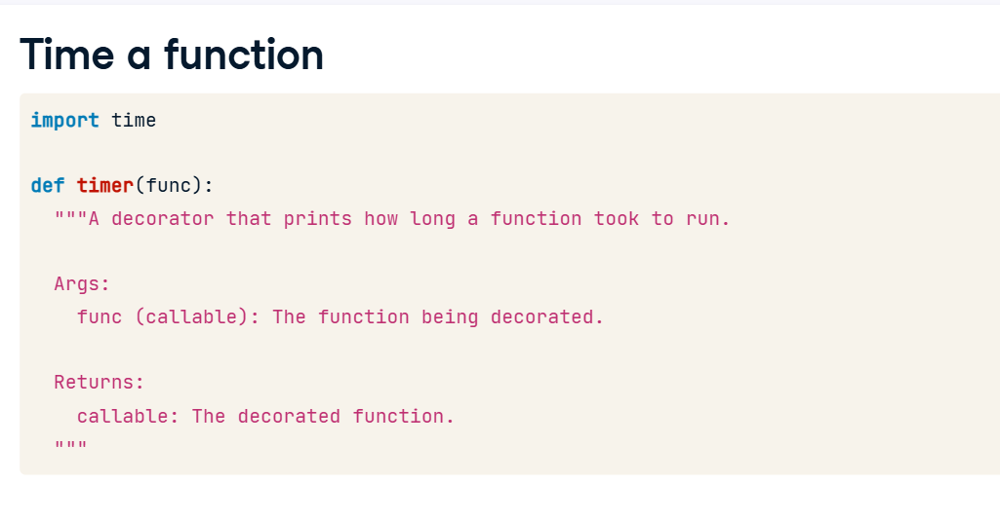 Time a function
import time
def timer(func):
"""A decorator that prints how long a function took to run.
Args:
func (callable): The function being decorated.
Returns:
callable: The decorated function.
"""